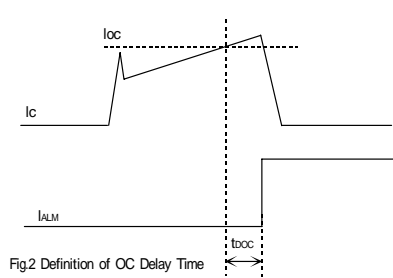 Ioc
Ic
IALM
tDOC
Fig.2 Definition of OC Delay Time